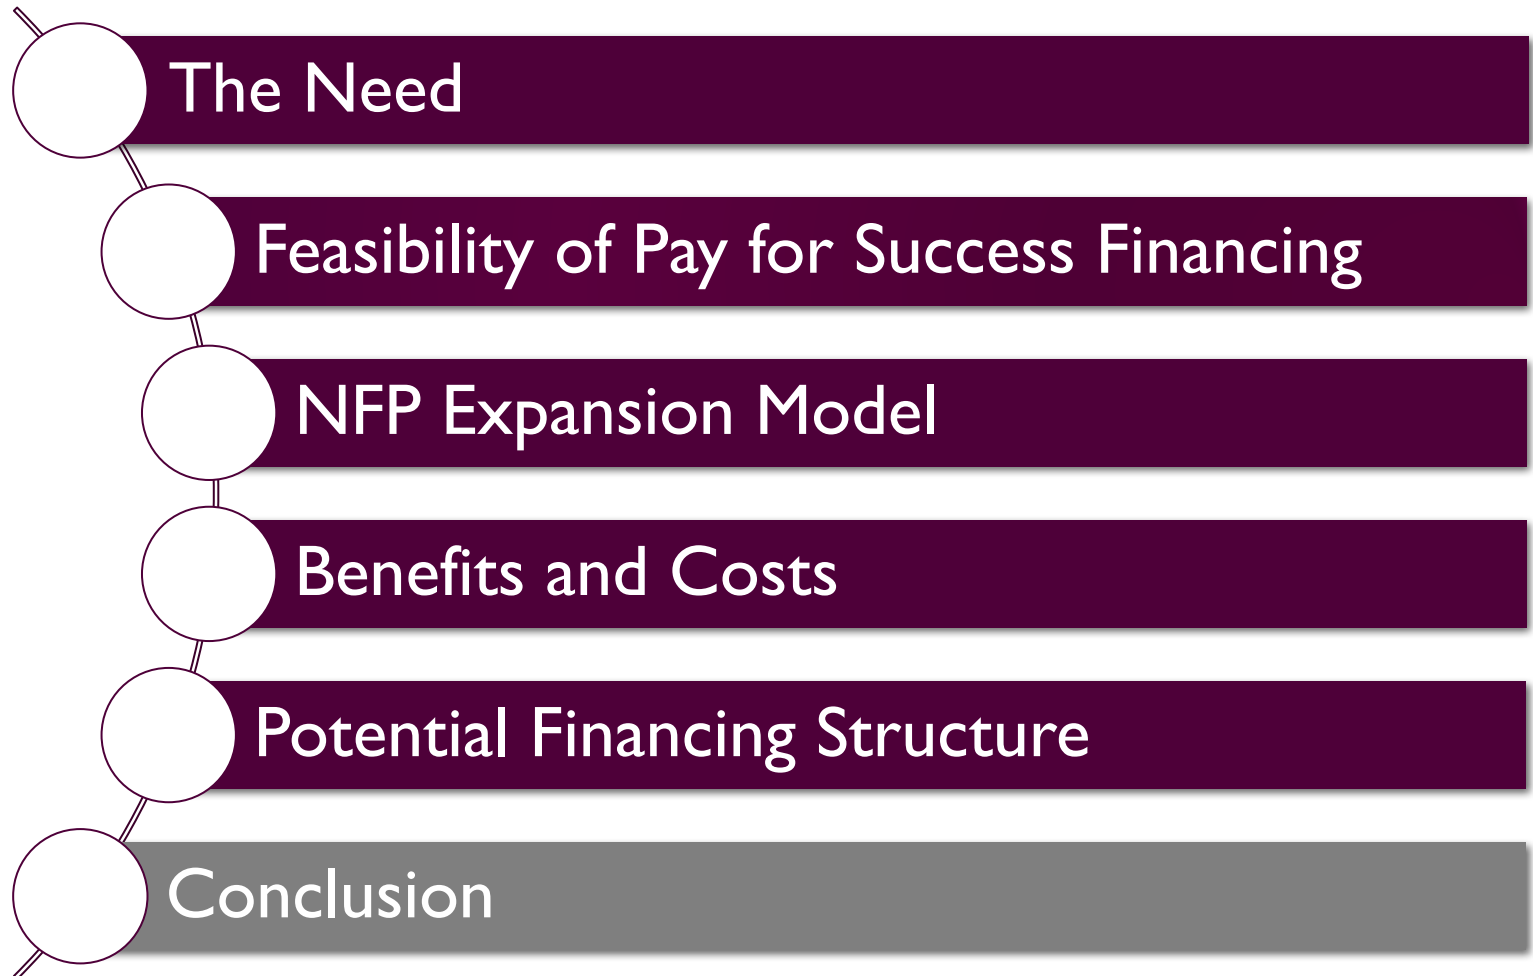 The Need
Feasibility of Pay for Success Financing
NFP Expansion Model
Benefits and Costs
Potential Financing Structure
Conclusion